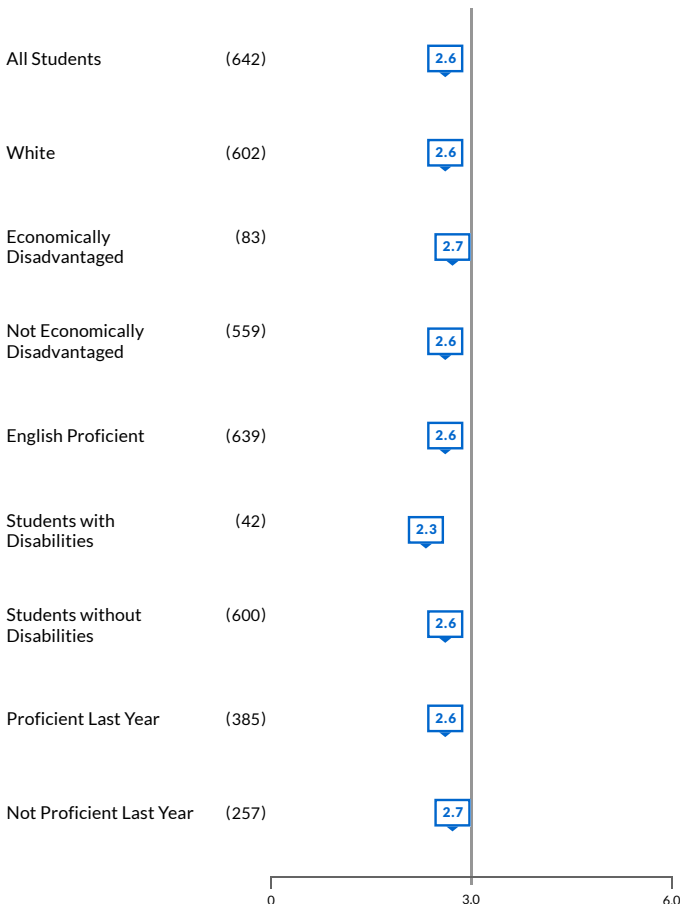 All Students (642) 2.6
White (602) 2.6
Economically (83) 2.7
Disadvantaged
Not Economically (559) 2.6
Disadvantaged
English Proficient (639) 2.6
Students with (42) 2.3
Disabilities
Students without (600) 2.6
Disabilities
Proficient Last Year (385) 2.6
Not Proficient Last Year (257) 2.7
0 3.0 6.0